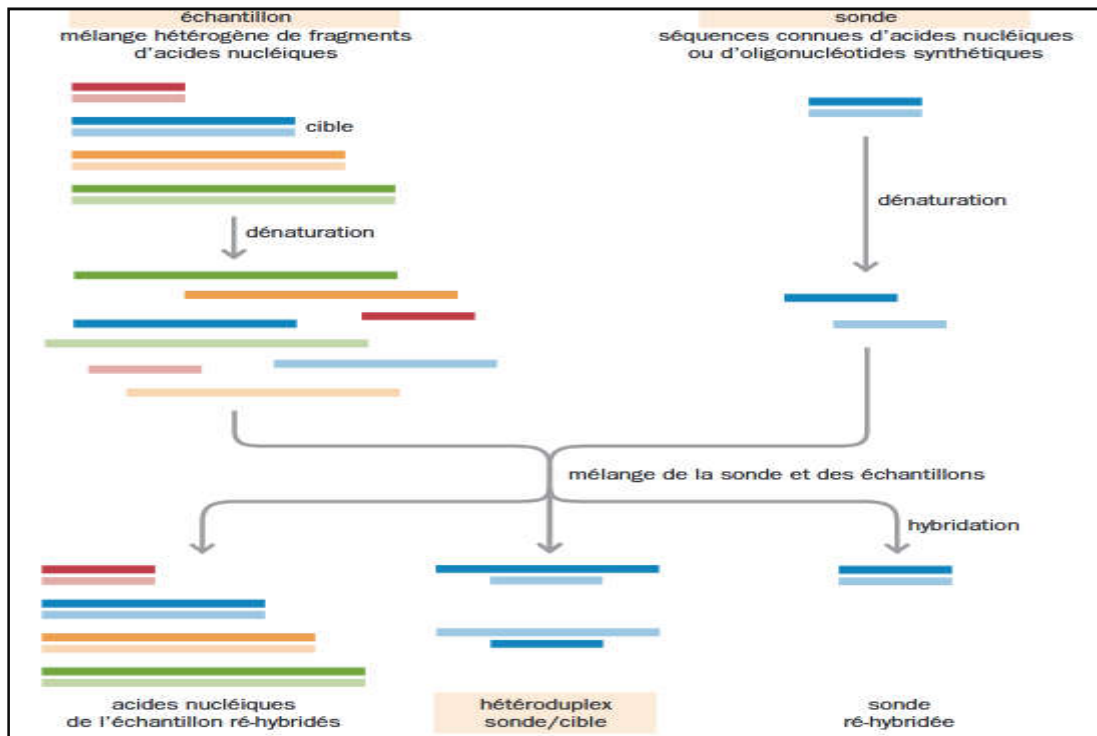 échantillon
mélange hétérogène de fragments
d'acides nucléiques
sonde
séquences connues d'acides nucléiques
ou d'oligonucléotides synthétiques
cible
dénaturation
dénaturation
mélange de la sonde et des échantillons
hybridation
acides nucléiques
de l'échantillon ré-hybridés
hétéroduplex
sonde/cible
sonde
ré-hybridée